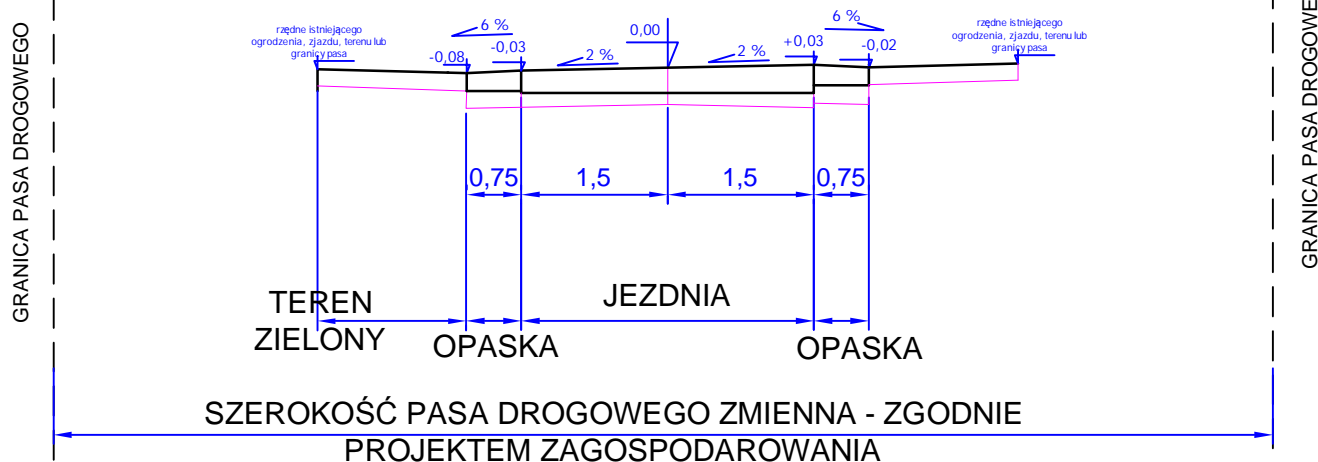 GRANICA PASA DROGOWEGO
rzędne istniejącego
ogrodzenia, zjazdu, terenu lub
granicy pasa
6 %
-0,08
-0,03
2 %
0,00
2 %
+0,03
6 %
-0,02
rzędne istniejącego
ogrodzenia, zjazdu, terenu lub
granicy pasa
0,75
1,5
1,5
0,75
TEREN
ZIELONY
OPASKA
JEZDNIA
OPASKA
SZEROKOŚĆ PASA DROGOWEGO ZMIENNA - ZGODNIE
PROJEKTEM ZAGOSPODAROWANIA
GRANICA PASA DROGOWE